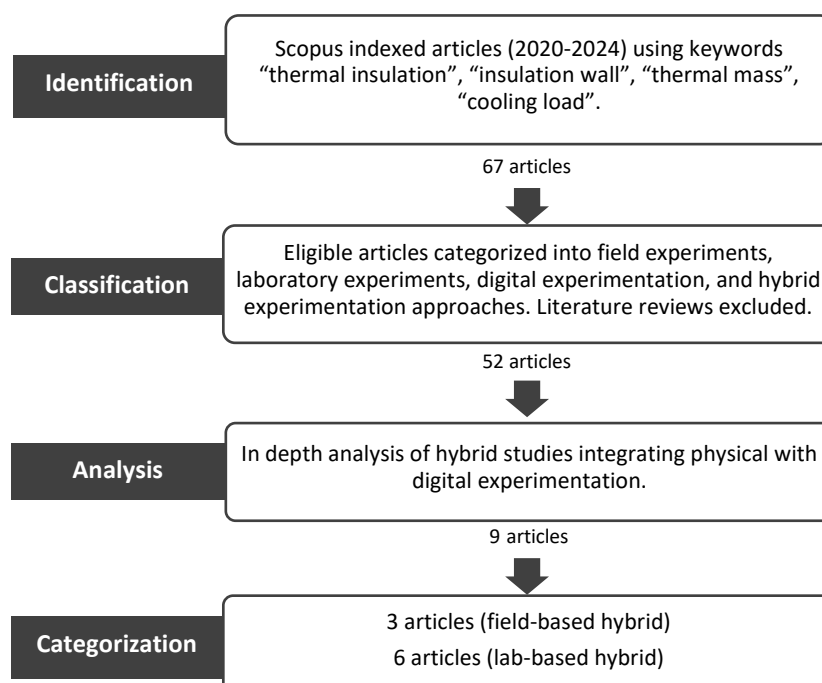 Identification
Scopus indexed articles (2020-2024) using keywords
“thermal insulation”, “insulation wall”, “thermal mass”,
“cooling load”.
67 articles
Classification
Eligible articles categorized into field experiments,
laboratory experiments, digital experimentation, and hybrid
experimentation approaches. Literature reviews excluded.
52 articles
Analysis
In depth analysis of hybrid studies integrating physical with
digital experimentation.
9 articles
Categorization
3 articles (field-based hybrid)
6 articles (lab-based hybrid)